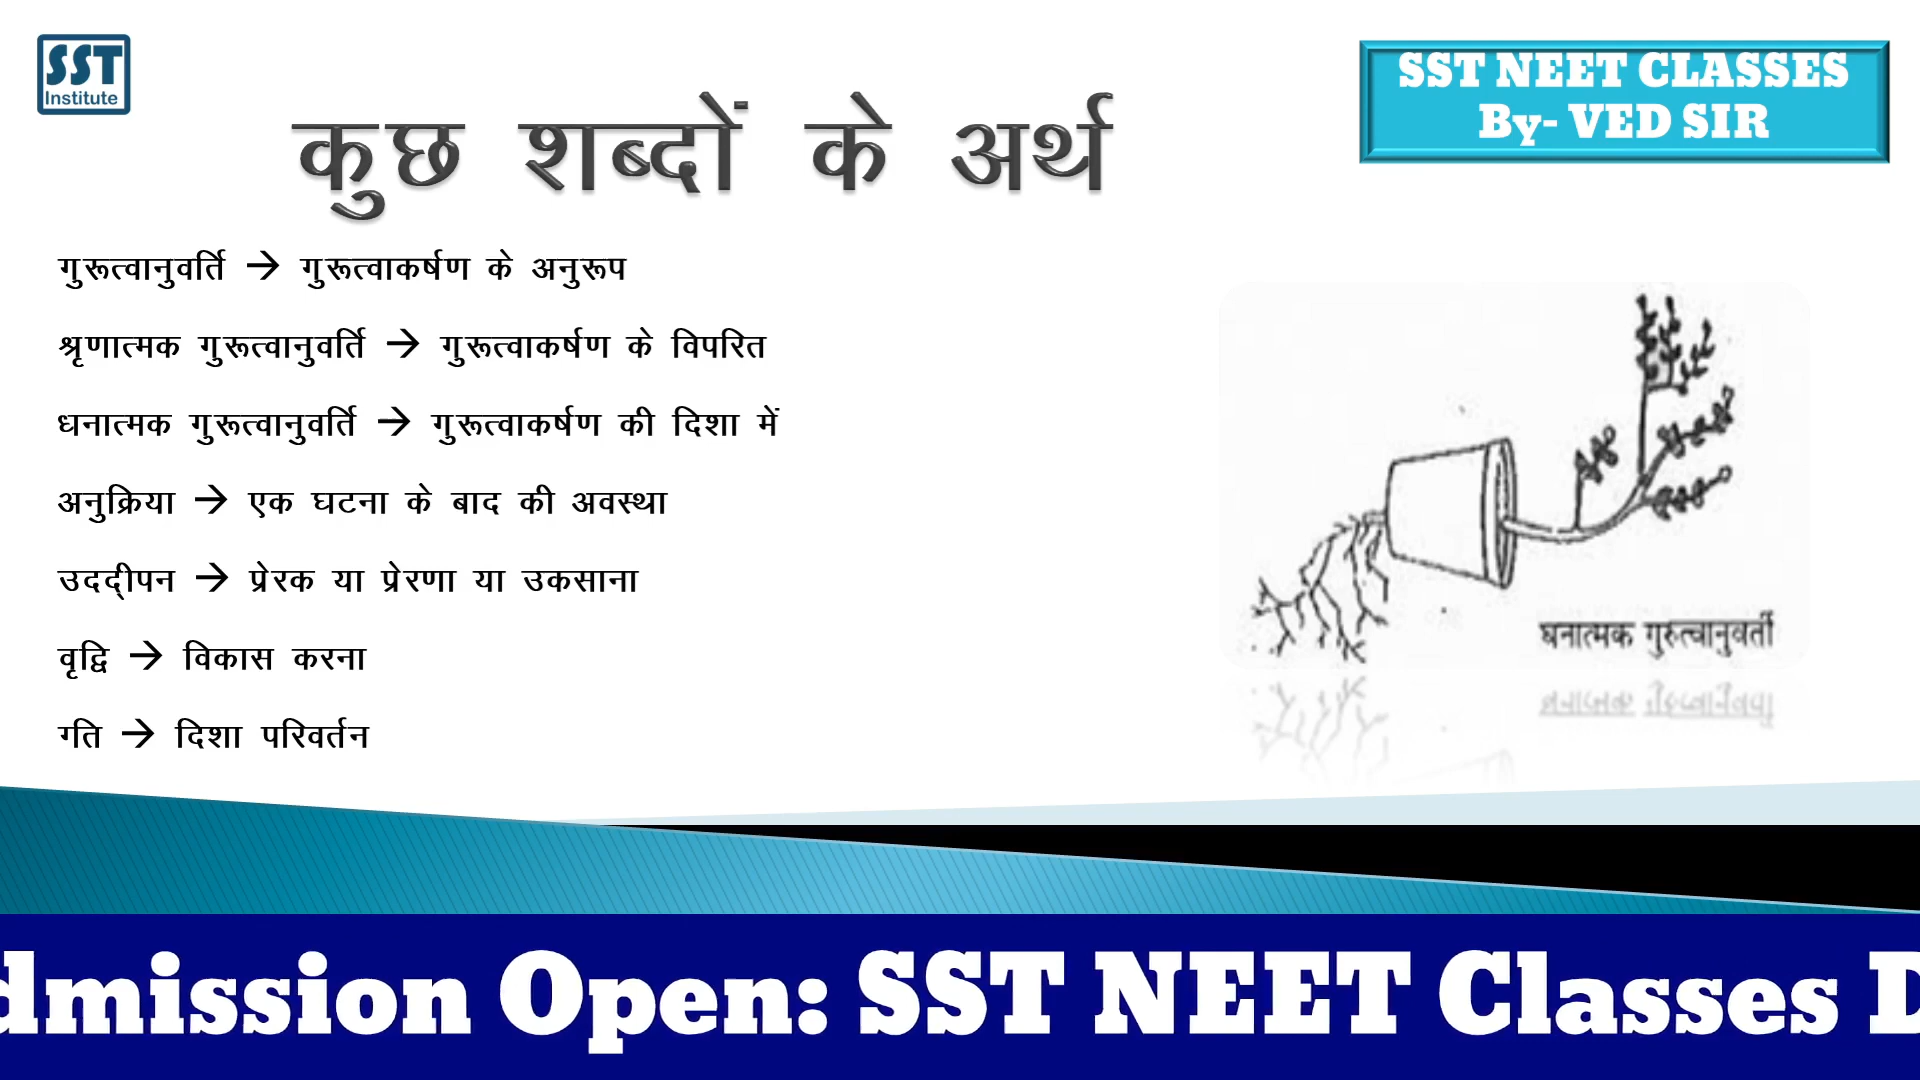 SST
Institute
SST NEET CLASSES
By- VED SIR
कुछ शब्दों के अर्थ
गुरूत्वानुवर्ति → गुरूत्वाकर्षण के अनुरूप
श्रृणात्मक गुरूत्वानुवर्ति → गुरूत्वाकर्षण के विपरित
धनात्मक गुरूत्वानुवर्ति → गुरूत्वाकर्षण की दिशा में
अनुक्रिया → एक घटना के बाद की अवस्था
उददी्पन → प्रेरक या प्रेरणा या उकसाना
वृद्वि → विकास करना
गति → दिशा परिवर्तन
धनात्मक गुरुत्वानुवर्ती
dmission Open: SST NEET Classes D